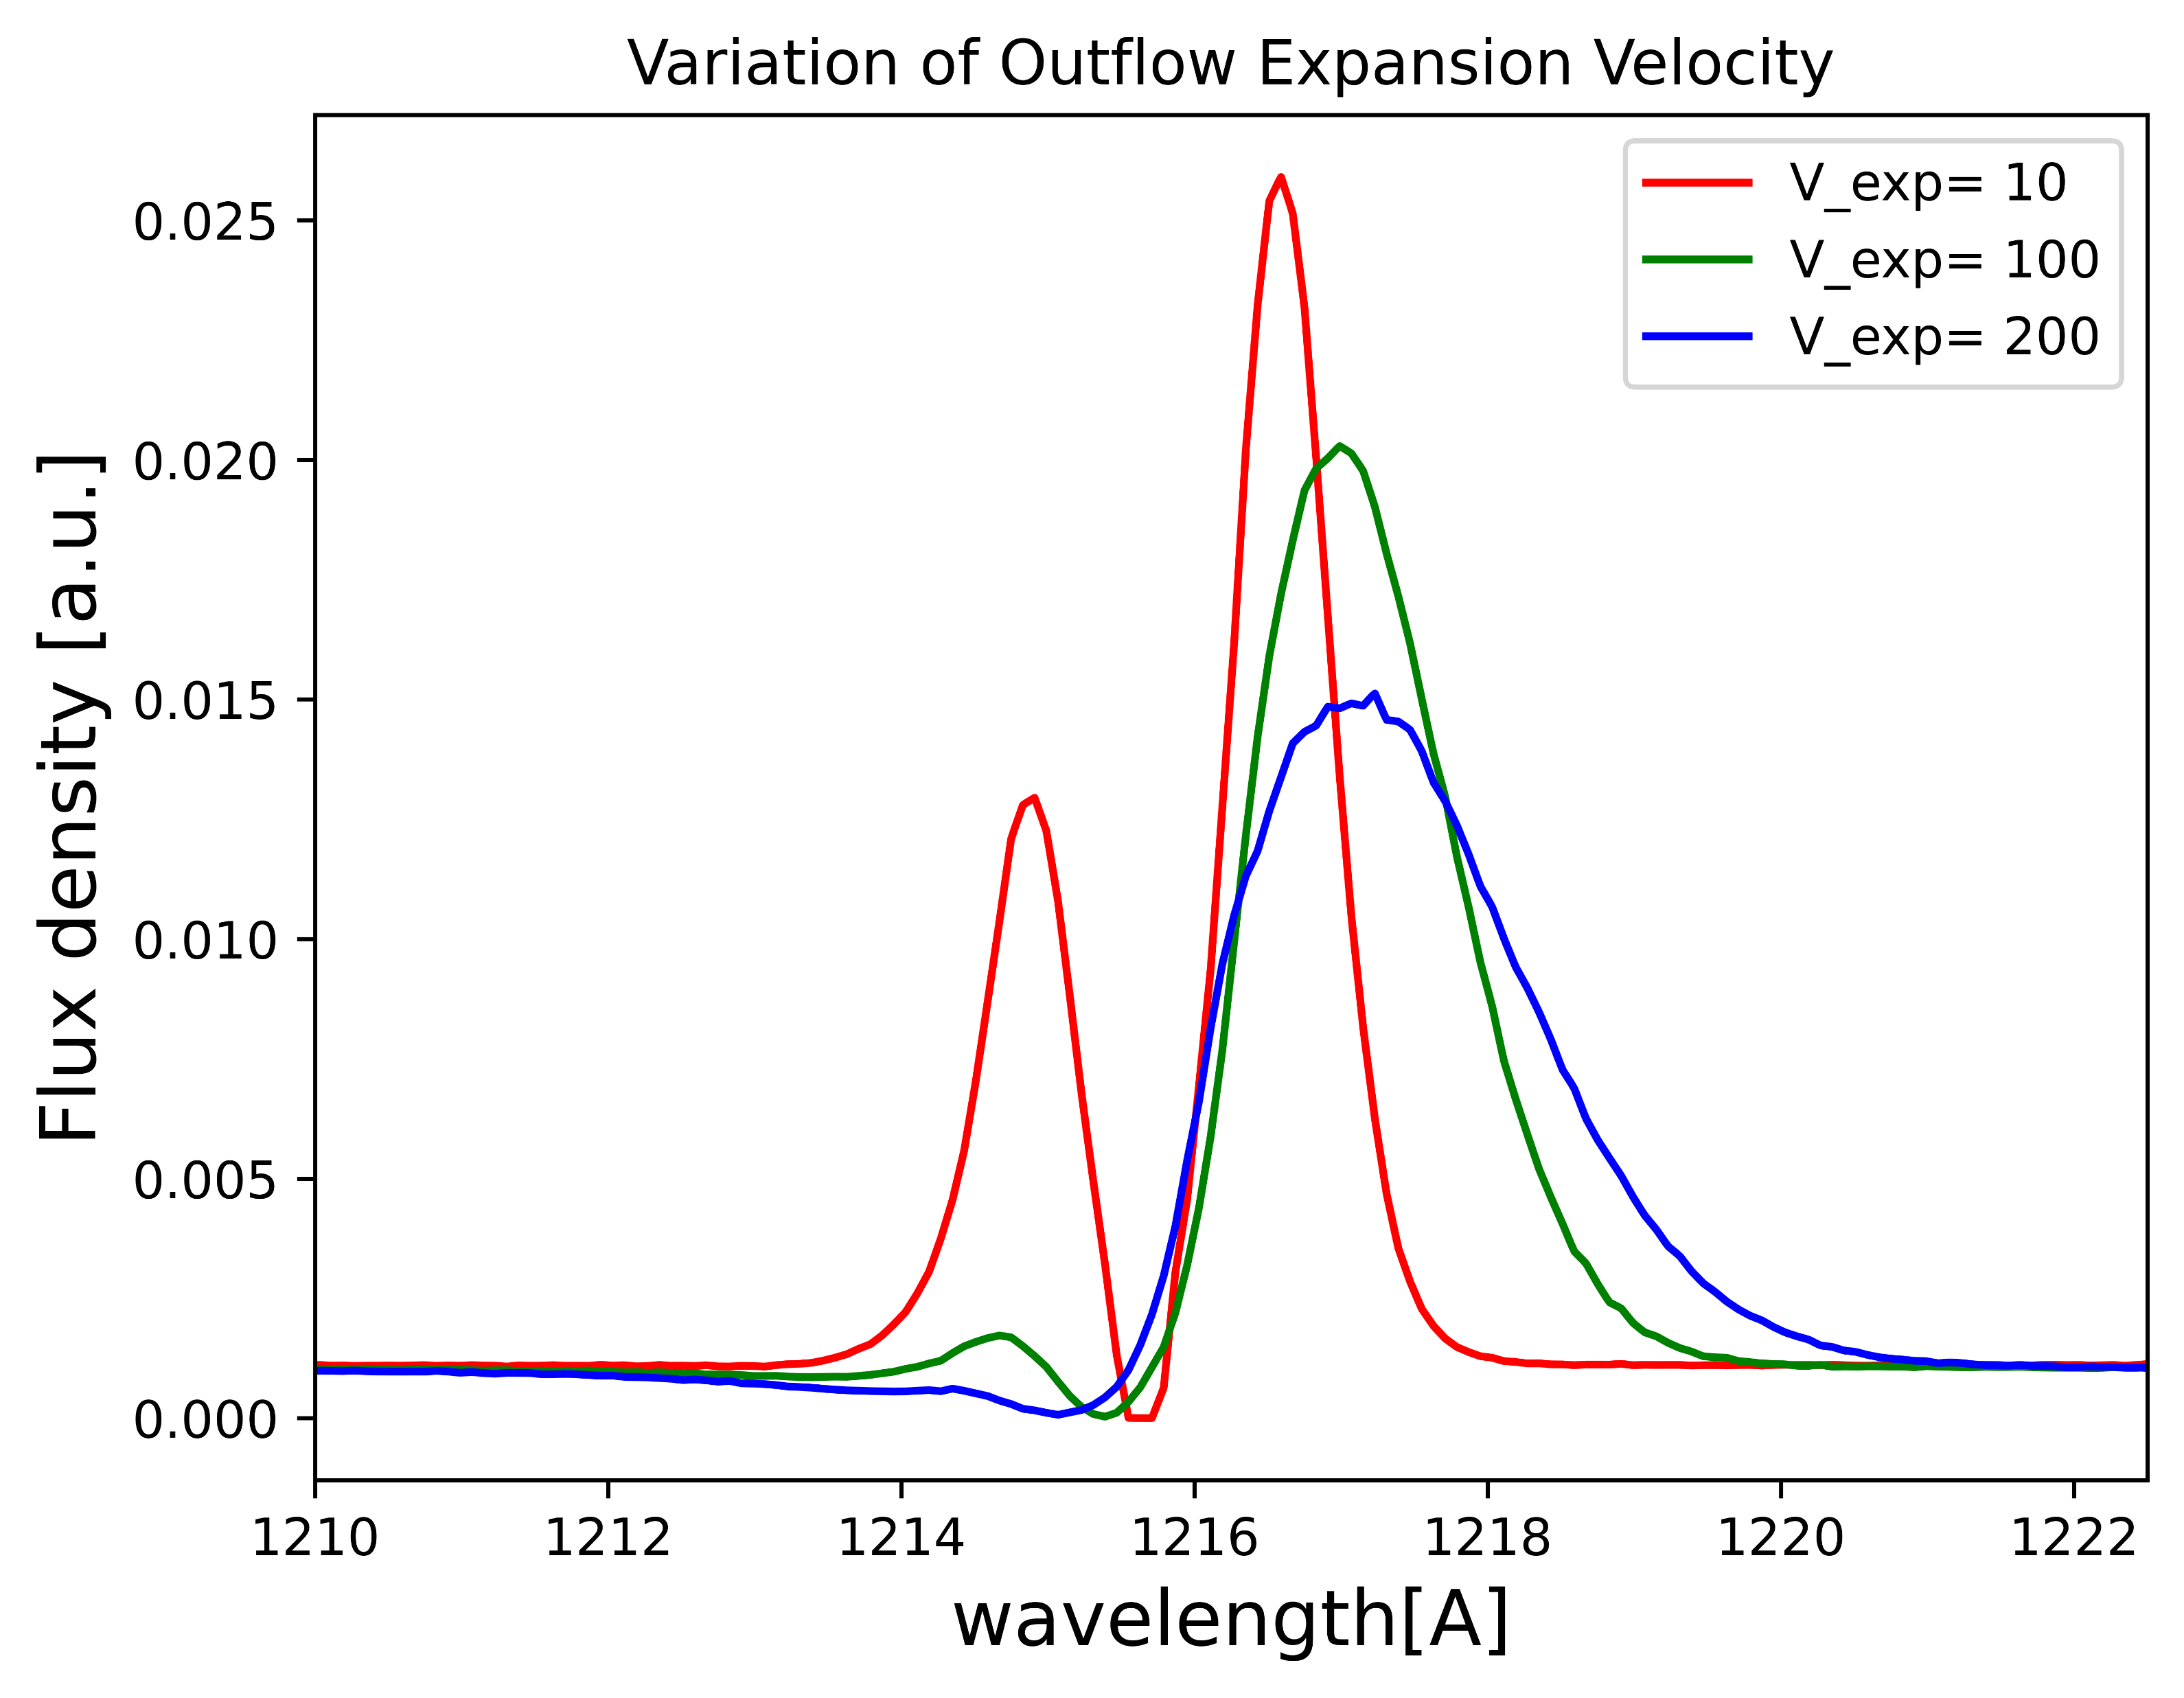 Variation of Outflow Expansion Velocity
V_exp= 10
V_exp= 100
V_exp= 200
Flux density [a.u.]
0.025
0.020
0.015
0.010
0.005
0.000
1210 1212 1214 1216 1218 1220 1222
wavelength[A]